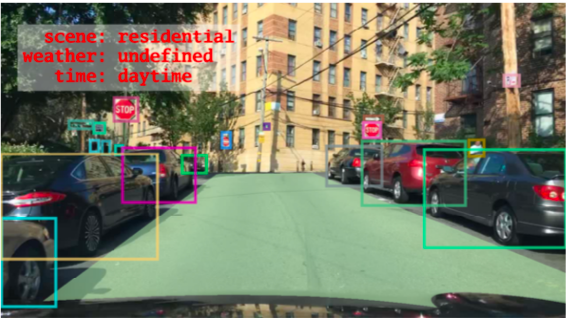 scene: residential
weather: undefined
time: daytime
STOP
STOP